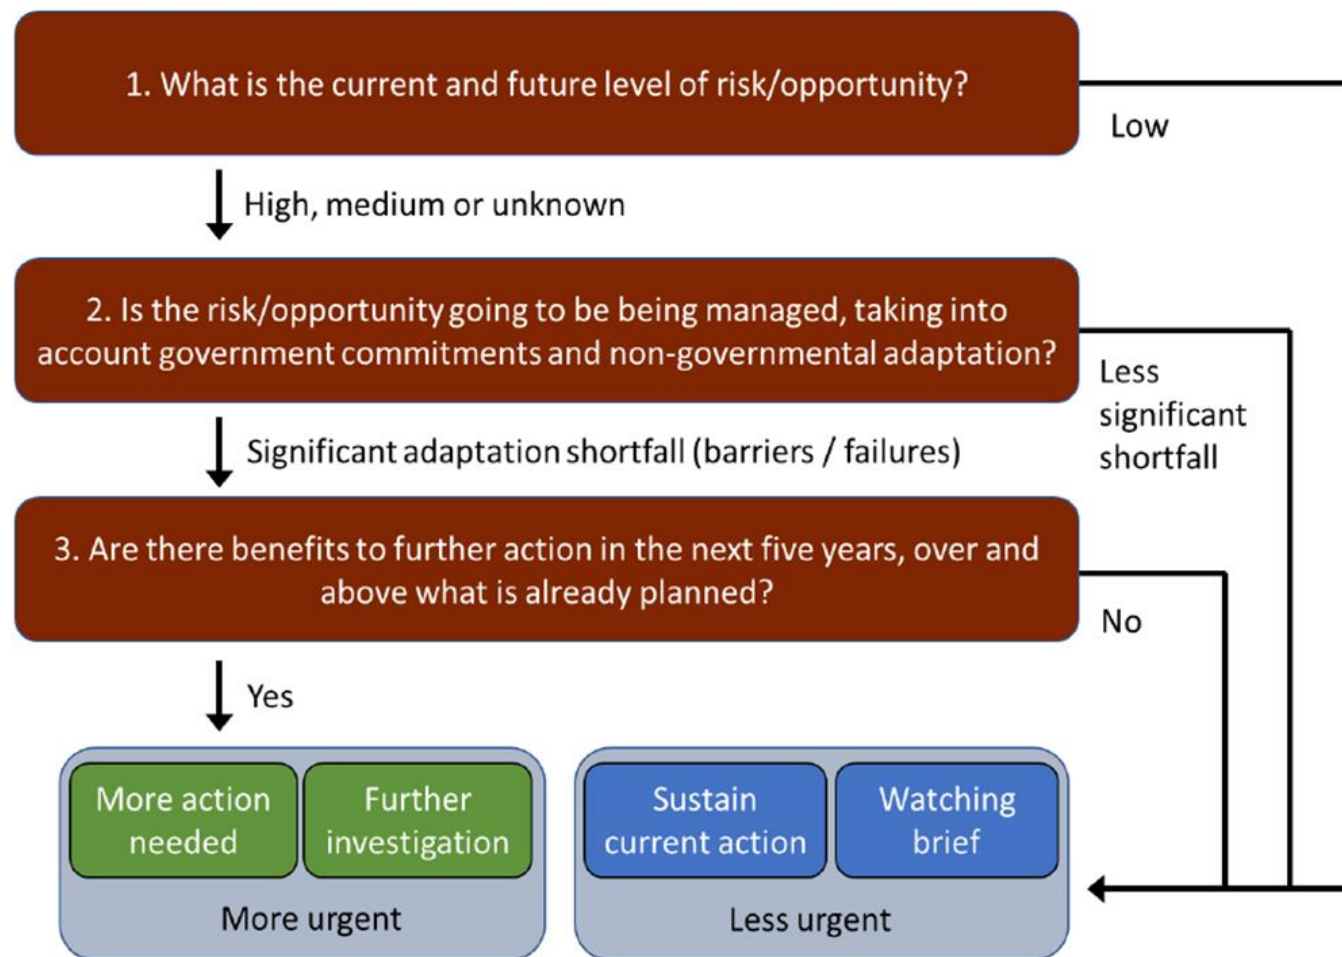 1. What is the current and future level of risk/opportunity?
Low
High, medium or unknown
2. Is the risk/opportunity going to be being managed, taking into
account government commitments and non-governmental adaptation?
Less
significant
shortfall
Significant adaptation shortfall (barriers / failures)
3. Are there benefits to further action in the next five years, over and
above what is already planned?
No
Yes
More action
needed
Further
investigation
Sustain
current action
Watching
brief
More urgent
Less urgent